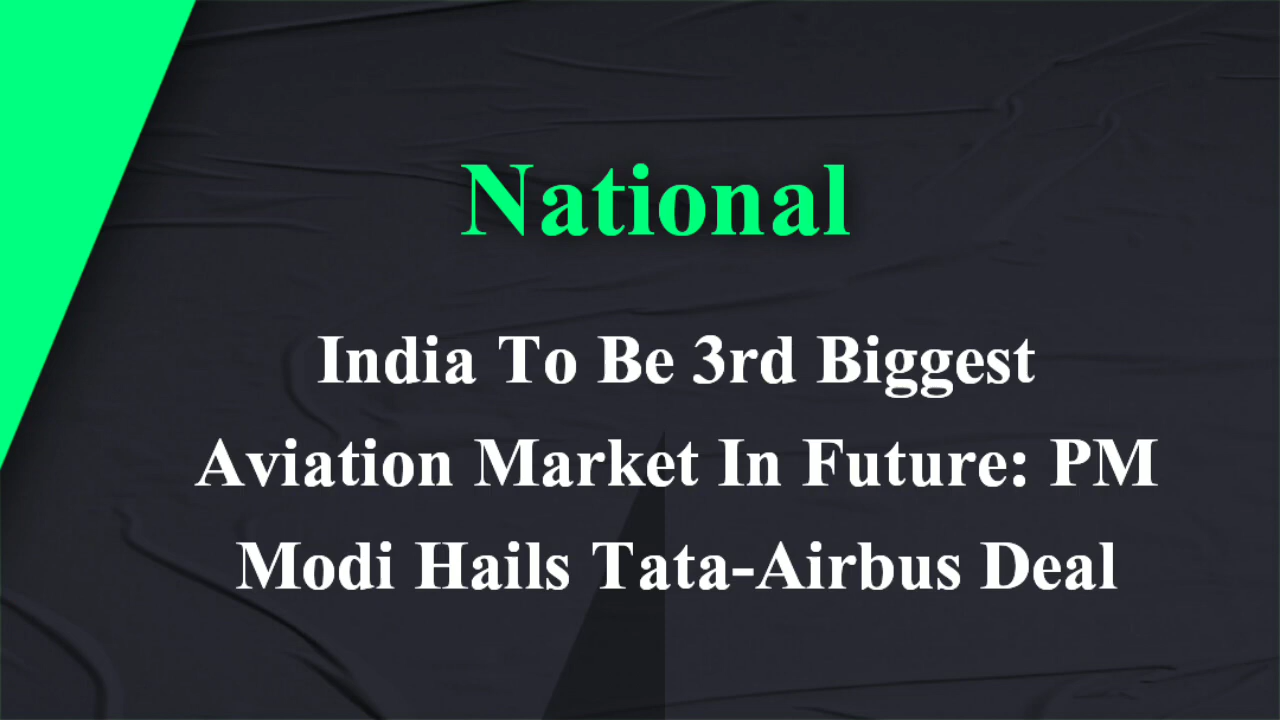 National
India To Be 3rd Biggest
Aviation Market In Future: PM
Modi Hails Tata-Airbus Deal